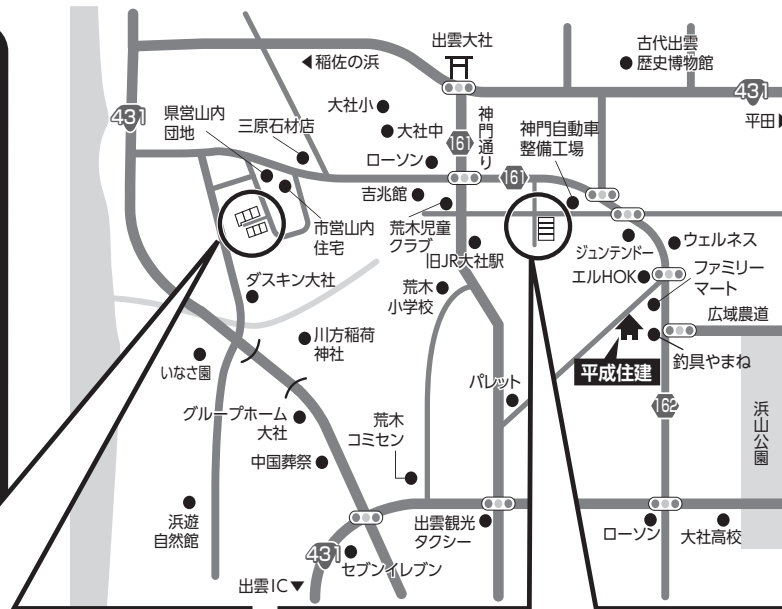 出雲大社
古代出雲
歴史博物館
稲佐の浜
431
431
平田
県営山内
団地
三原石材店
大社小
大社中
ローソン
161
神門通り
神門自動車
整備工場
161
吉兆館
市営山内
住宅
荒木児童
クラブ
旧JR大社駅
ジュンテンドー
ウェルネス
エルHOK
ファミリー
マート
ダスキン大社
荒木
小学校
広域農道
川方稲荷
神社
釣具やまね
平成住建
いなさ園
パレット
162
浜山公園
グループホーム
大社
荒木
コミセン
中国葬祭
浜遊
自然館
出雲観光
タクシー
ローソン
大社高校
431
セブンイレブン
出雲IC